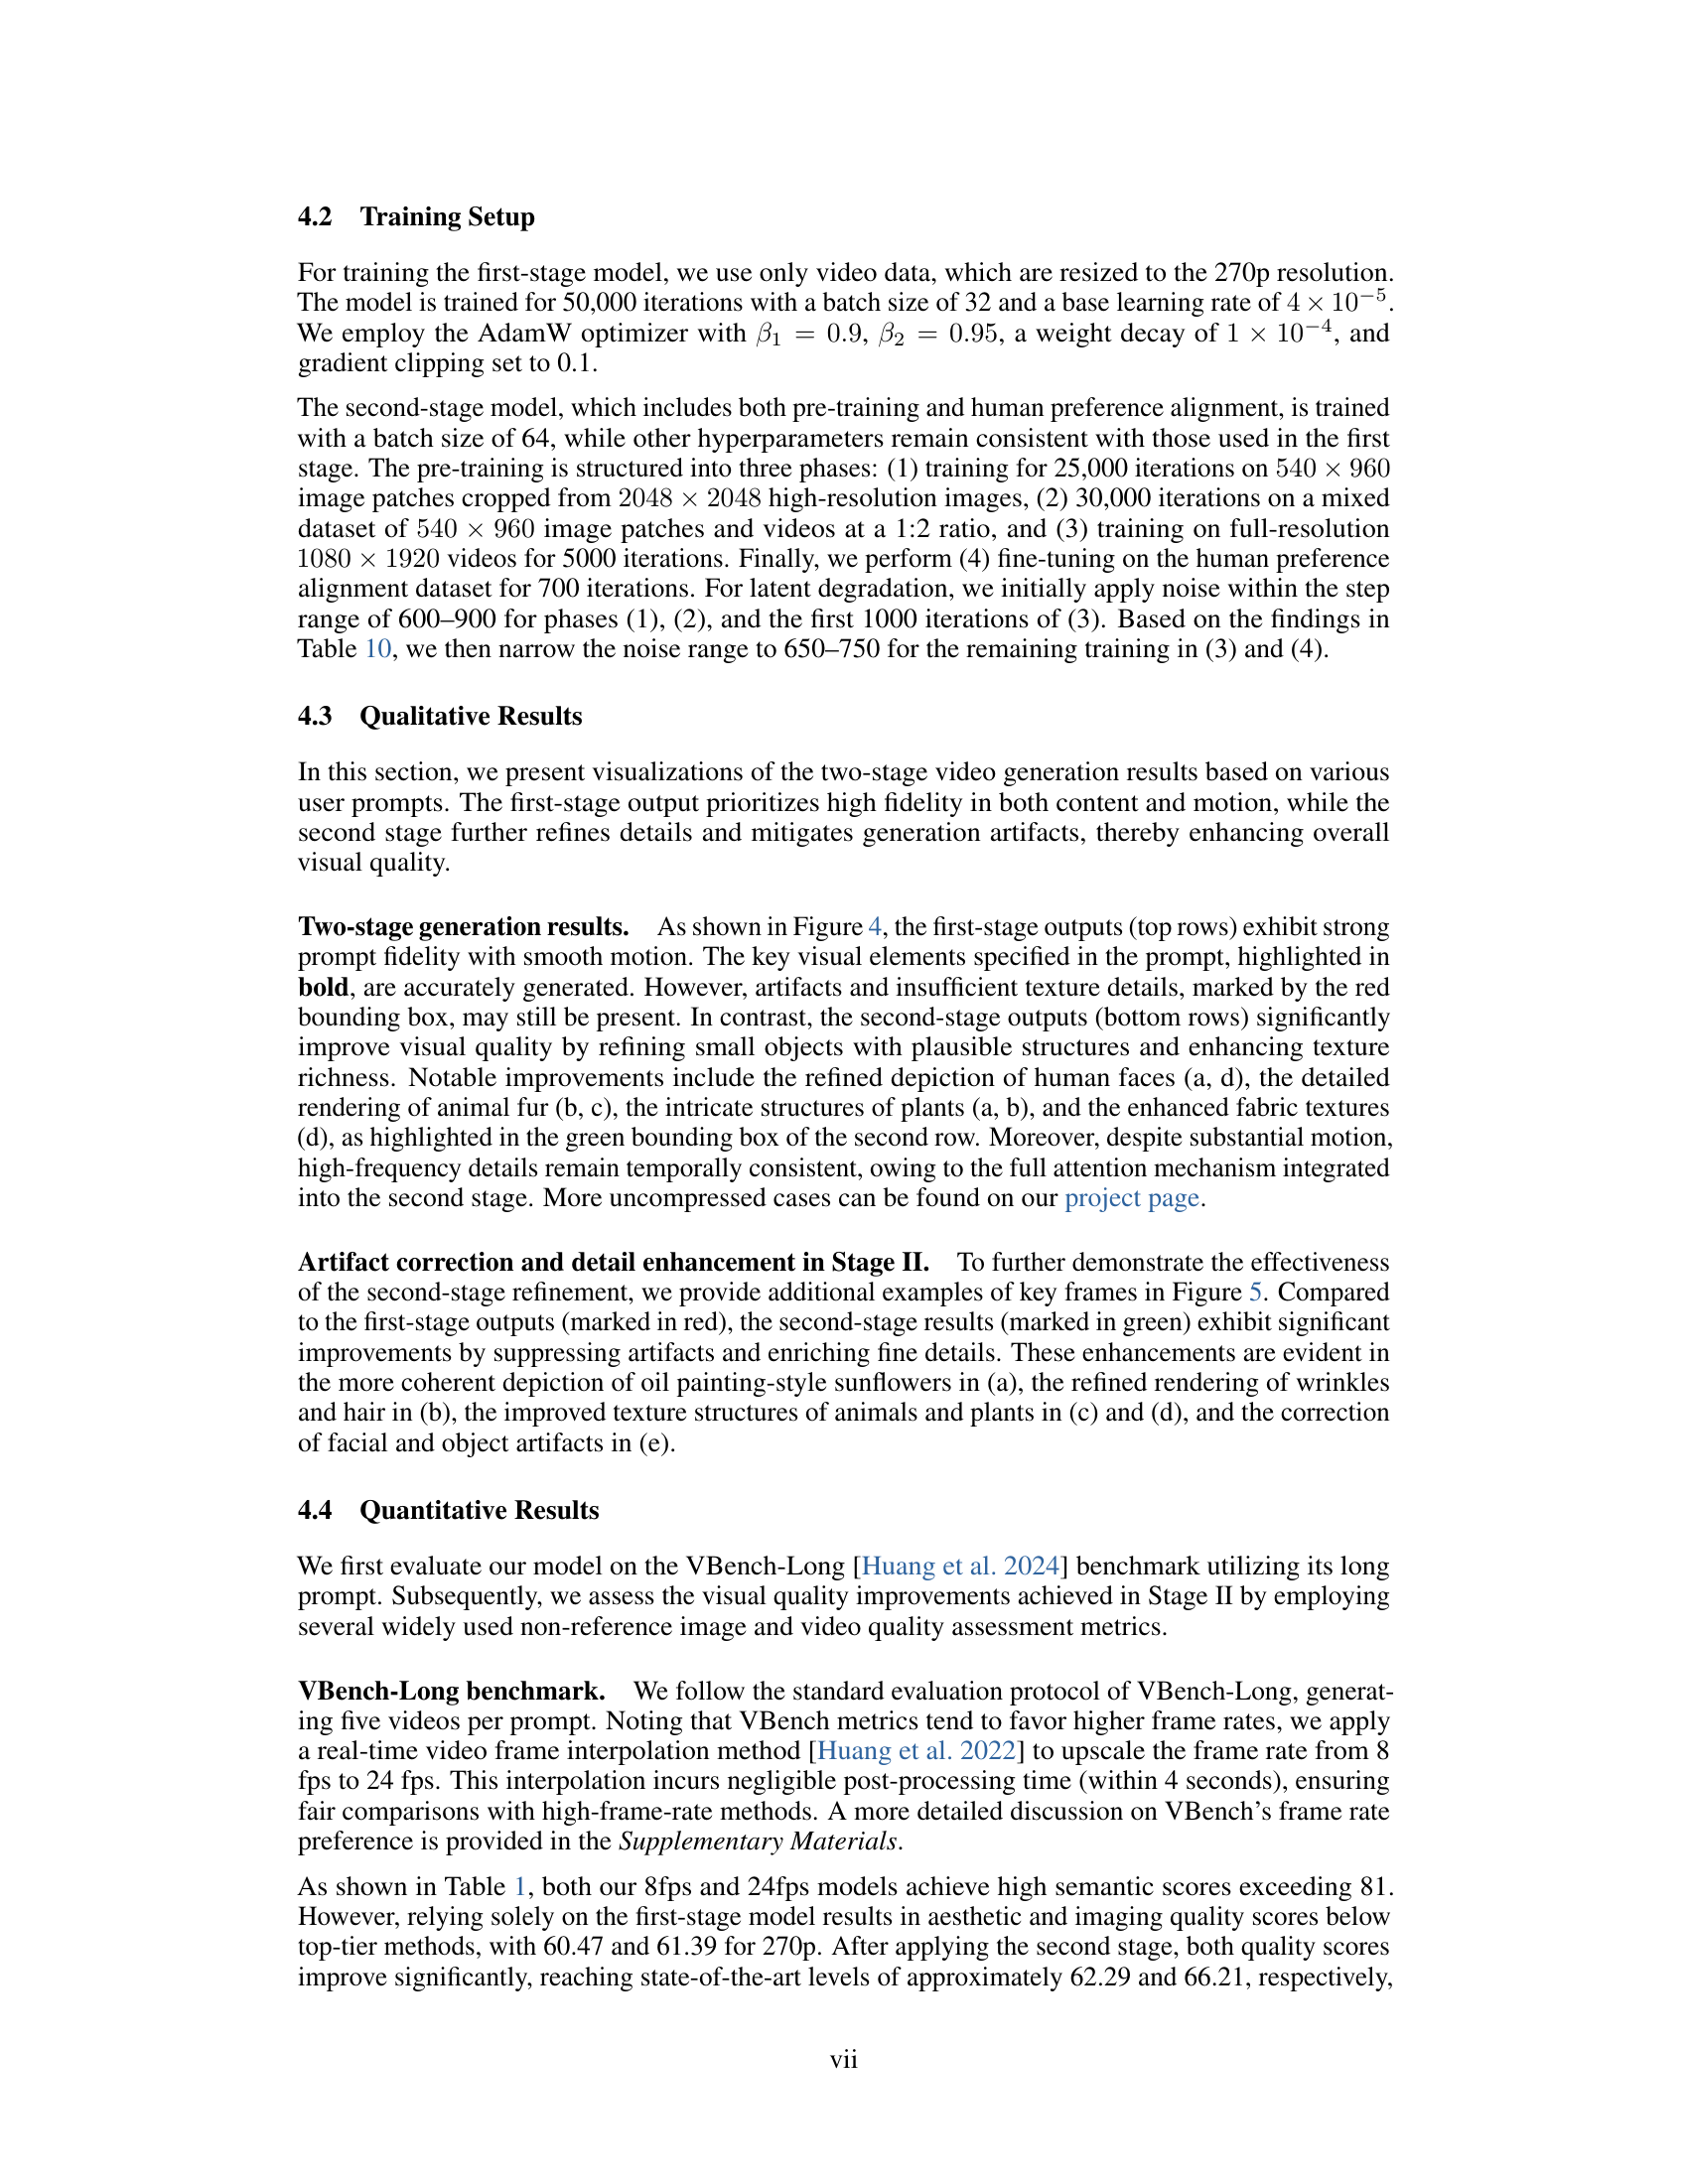 4.2 Training Setup
For training the first-stage model, we use only video data, which are resized to the 270p resolution.
The model is trained for 50,000 iterations with a batch size of 32 and a base learning rate of 4 × 10⁻⁵.
We employ the AdamW optimizer with β₁ = 0.9, β₂ = 0.95, a weight decay of 1 × 10⁻⁴, and
gradient clipping set to 0.1.
The second-stage model, which includes both pre-training and human preference alignment, is trained
with a batch size of 64, while other hyperparameters remain consistent with those used in the first
stage. The pre-training is structured into three phases: (1) training for 25,000 iterations on 540 × 960
image patches cropped from 2048 × 2048 high-resolution images, (2) 30,000 iterations on a mixed
dataset of 540 × 960 image patches and videos at a 1:2 ratio, and (3) training on full-resolution
1080 × 1920 videos for 5000 iterations. Finally, we perform (4) fine-tuning on the human preference
alignment dataset for 700 iterations. For latent degradation, we initially apply noise within the step
range of 600–900 for phases (1), (2), and the first 1000 iterations of (3). Based on the findings in
Table 10, we then narrow the noise range to 650–750 for the remaining training in (3) and (4).
4.3 Qualitative Results
In this section, we present visualizations of the two-stage video generation results based on various
user prompts. The first-stage output prioritizes high fidelity in both content and motion, while the
second stage further refines details and mitigates generation artifacts, thereby enhancing overall
visual quality.
Two-stage generation results. As shown in Figure 4, the first-stage outputs (top rows) exhibit strong
prompt fidelity with smooth motion. The key visual elements specified in the prompt, highlighted in
bold, are accurately generated. However, artifacts and insufficient texture details, marked by the red
bounding box, may still be present. In contrast, the second-stage outputs (bottom rows) significantly
improve visual quality by refining small objects with plausible structures and enhancing texture
richness. Notable improvements include the refined depiction of human faces (a, d), the detailed
rendering of animal fur (b, c), the intricate structures of plants (a, b), and the enhanced fabric textures
(d), as highlighted in the green bounding box of the second row. Moreover, despite substantial motion,
high-frequency details remain temporally consistent, owing to the full attention mechanism integrated
into the second stage. More uncompressed cases can be found on our project page.
Artifact correction and detail enhancement in Stage II. To further demonstrate the effectiveness
of the second-stage refinement, we provide additional examples of key frames in Figure 5. Compared
to the first-stage outputs (marked in red), the second-stage results (marked in green) exhibit significant
improvements by suppressing artifacts and enriching fine details. These enhancements are evident in
the more coherent depiction of oil painting-style sunflowers in (a), the refined rendering of wrinkles
and hair in (b), the improved texture structures of animals and plants in (c) and (d), and the correction
of facial and object artifacts in (e).
4.4 Quantitative Results
We first evaluate our model on the VBench-Long [Huang et al. 2024] benchmark utilizing its long
prompt. Subsequently, we assess the visual quality improvements achieved in Stage II by employing
several widely used non-reference image and video quality assessment metrics.
VBench-Long benchmark. We follow the standard evaluation protocol of VBench-Long, generat-
ing five videos per prompt. Noting that VBench metrics tend to favor higher frame rates, we apply
a real-time video frame interpolation method [Huang et al. 2022] to upscale the frame rate from 8
fps to 24 fps. This interpolation incurs negligible post-processing time (within 4 seconds), ensuring
fair comparisons with high-frame-rate methods. A more detailed discussion on VBench's frame rate
preference is provided in the Supplementary Materials.
As shown in Table 1, both our 8fps and 24fps models achieve high semantic scores exceeding 81.
However, relying solely on the first-stage model results in aesthetic and imaging quality scores below
top-tier methods, with 60.47 and 61.39 for 270p. After applying the second stage, both quality scores
improve significantly, reaching state-of-the-art levels of approximately 62.29 and 66.21, respectively,
vii